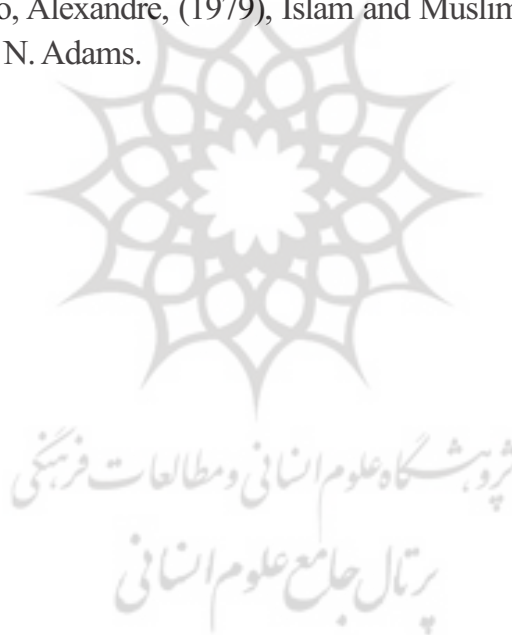 o, Alexandre, (1979), Islam and Muslim
N. Adams.
پژوهشگاه علوم انسانی و مطالعات فرهنگی
پرتال جامع علوم انسانی